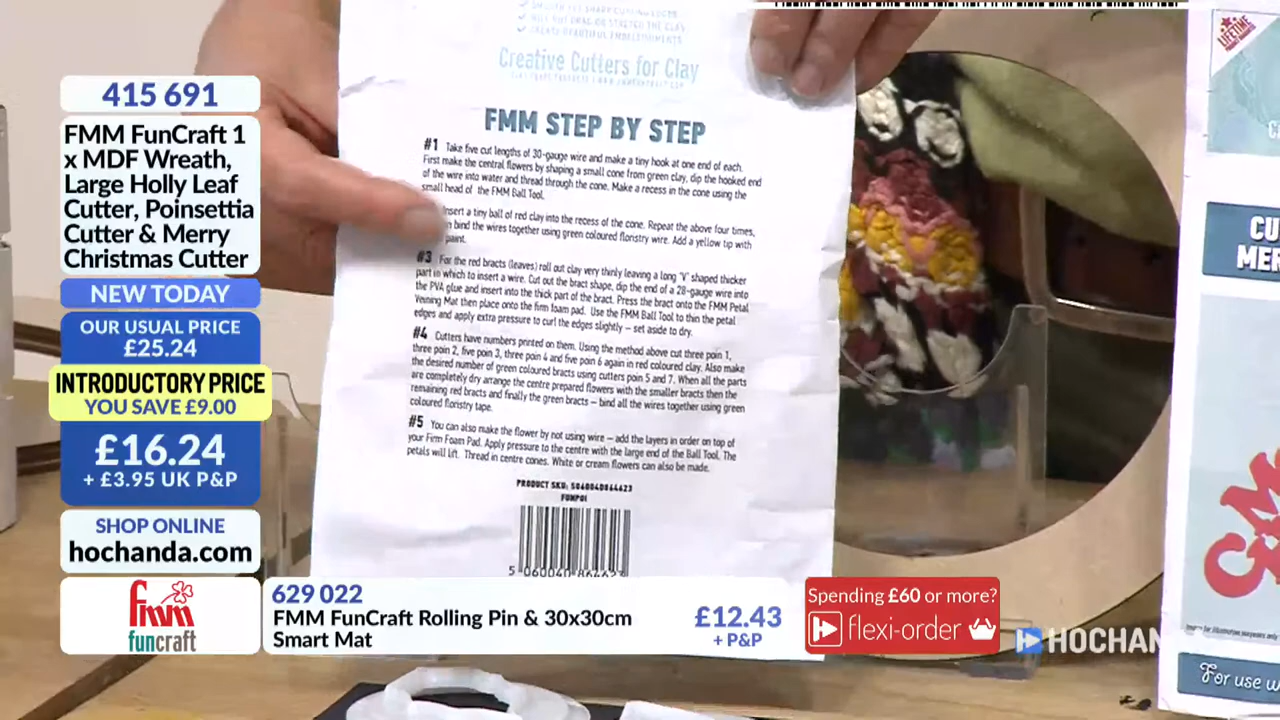 415 691
FMM FunCraft 1
x MDF Wreath,
Large Holly Leaf
Cutter, Poinsettia
Cutter & Merry
Christmas Cutter
NEW TODAY
OUR USUAL PRICE
£25.24
INTRODUCTORY PRICE
YOU SAVE £9.00
£16.24
+ £3.95 UK P&P
SHOP ONLINE
hochanda.com
fmm
funcraft
629 022
FMM FunCraft Rolling Pin & 30x30cm
Smart Mat
£12.43
+ P&P
Spending £60 or more?
flexi-order
HOCHAN
CREATE BEAUTIFUL EMBELLISHMENTS
Creative Cutters for Clay
FMM STEP BY STEP
#1 Take five cut lengths of 30-gauge wire and make a tiny hook at one end of each.
First make the central flowers by shaping a small cone from green clay, dip the hooked end
of the wire into water and thread through the cone. Make a recess in the cone using the
small head of the FMM Ball Tool.
Insert a tiny ball of red clay into the recess of the cone. Repeat the above four times,
bind the wires together using green coloured floristry wire. Add a yellow tip with
paint.
#3 For the red bracts (leaves) roll out clay very thinly leaving a long "V" shaped thicker
part in which to insert a wire. Cut out the bract shape, dip the end of a 28-gauge wire into
the PVA glue and insert into the thick part of the bract. Press the bract onto the FMM Petal
Veining Mat then place onto the firm foam pad. Use the FMM Ball Tool to thin the petal
edges and apply extra pressure to curl the edges slightly – set aside to dry.
#4 Cutters have numbers printed on them. Using the method above cut three poin 1,
three poin 2, five poin 3, three poin 4 and five poin 6 again in red coloured clay. Also make
the desired number of green coloured bracts using cutters poin 5 and 7. When all the parts
are completely dry arrange the centre prepared flowers with the smaller bracts then the
remaining red bracts and finally the green bracts – bind all the wires together using green
coloured floristry tape.
#5 You can also make the flower by not using wire – add the layers in order on top of
your Firm Foam Pad. Apply pressure to the centre with the large end of the Ball Tool. The
petals will lift. Thread in centre cones. White or cream flowers can also be made.
PRODUCT SKU: 5060040864623
FUNPOI
5 060040 864623
LIFETIME
CU
MER
For use w